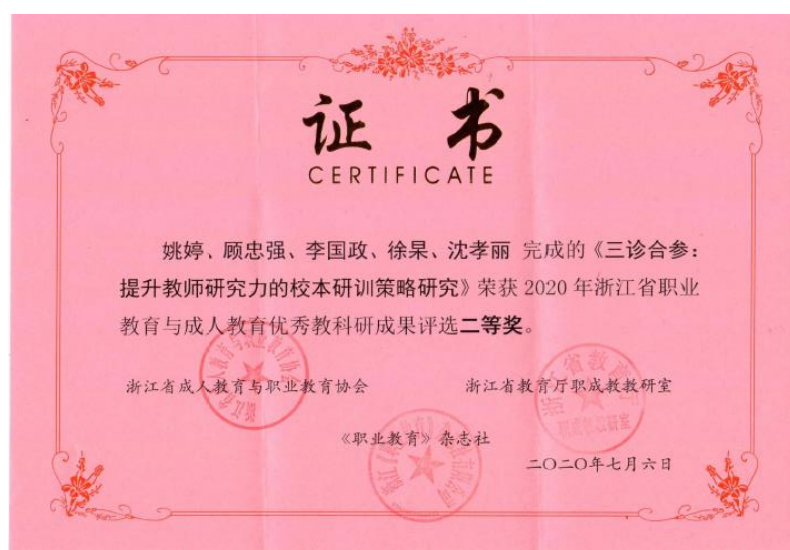 证 书
CERTIFICATE
姚婷、顾忠强、李国政、徐杲、沈孝丽 完成的《三诊合参：
提升教师研究力的校本研训策略研究》荣获 2020 年浙江省职业
教育与成人教育优秀教科研成果评选二等奖。
浙江省成人教育与职业教育协会
浙江省教育厅职成教教研室
《职业教育》杂志社
二〇二〇年七月六日